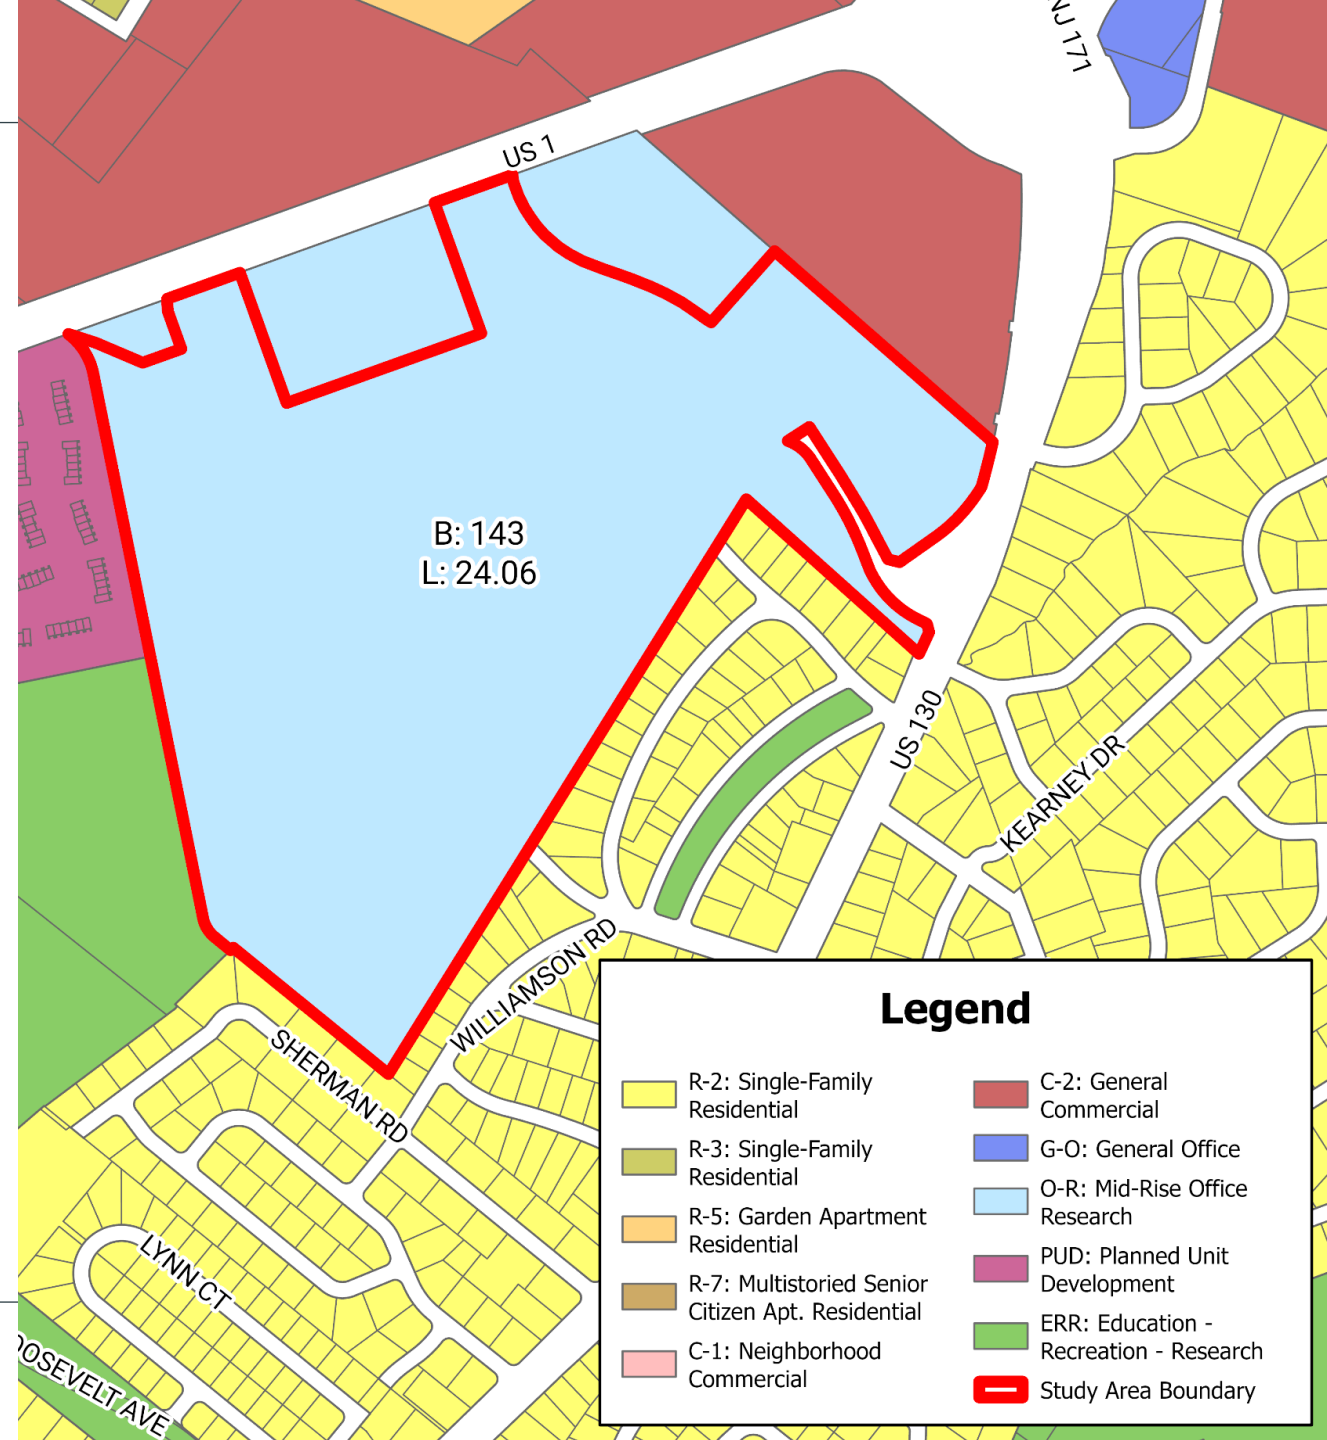 NJ 171
US 1
B: 143
L: 24.06
US 130
KEARNEY DR
WILLIAMSON RD
SHERMAN RD
LYNN CT
OOSEVELT AVE
Legend
R-2: Single-Family
Residential
R-3: Single-Family
Residential
R-5: Garden Apartment
Residential
R-7: Multistoried Senior
Citizen Apt. Residential
C-1: Neighborhood
Commercial
C-2: General
Commercial
G-O: General Office
O-R: Mid-Rise Office
Research
PUD: Planned Unit
Development
ERR: Education -
Recreation - Research
Study Area Boundary